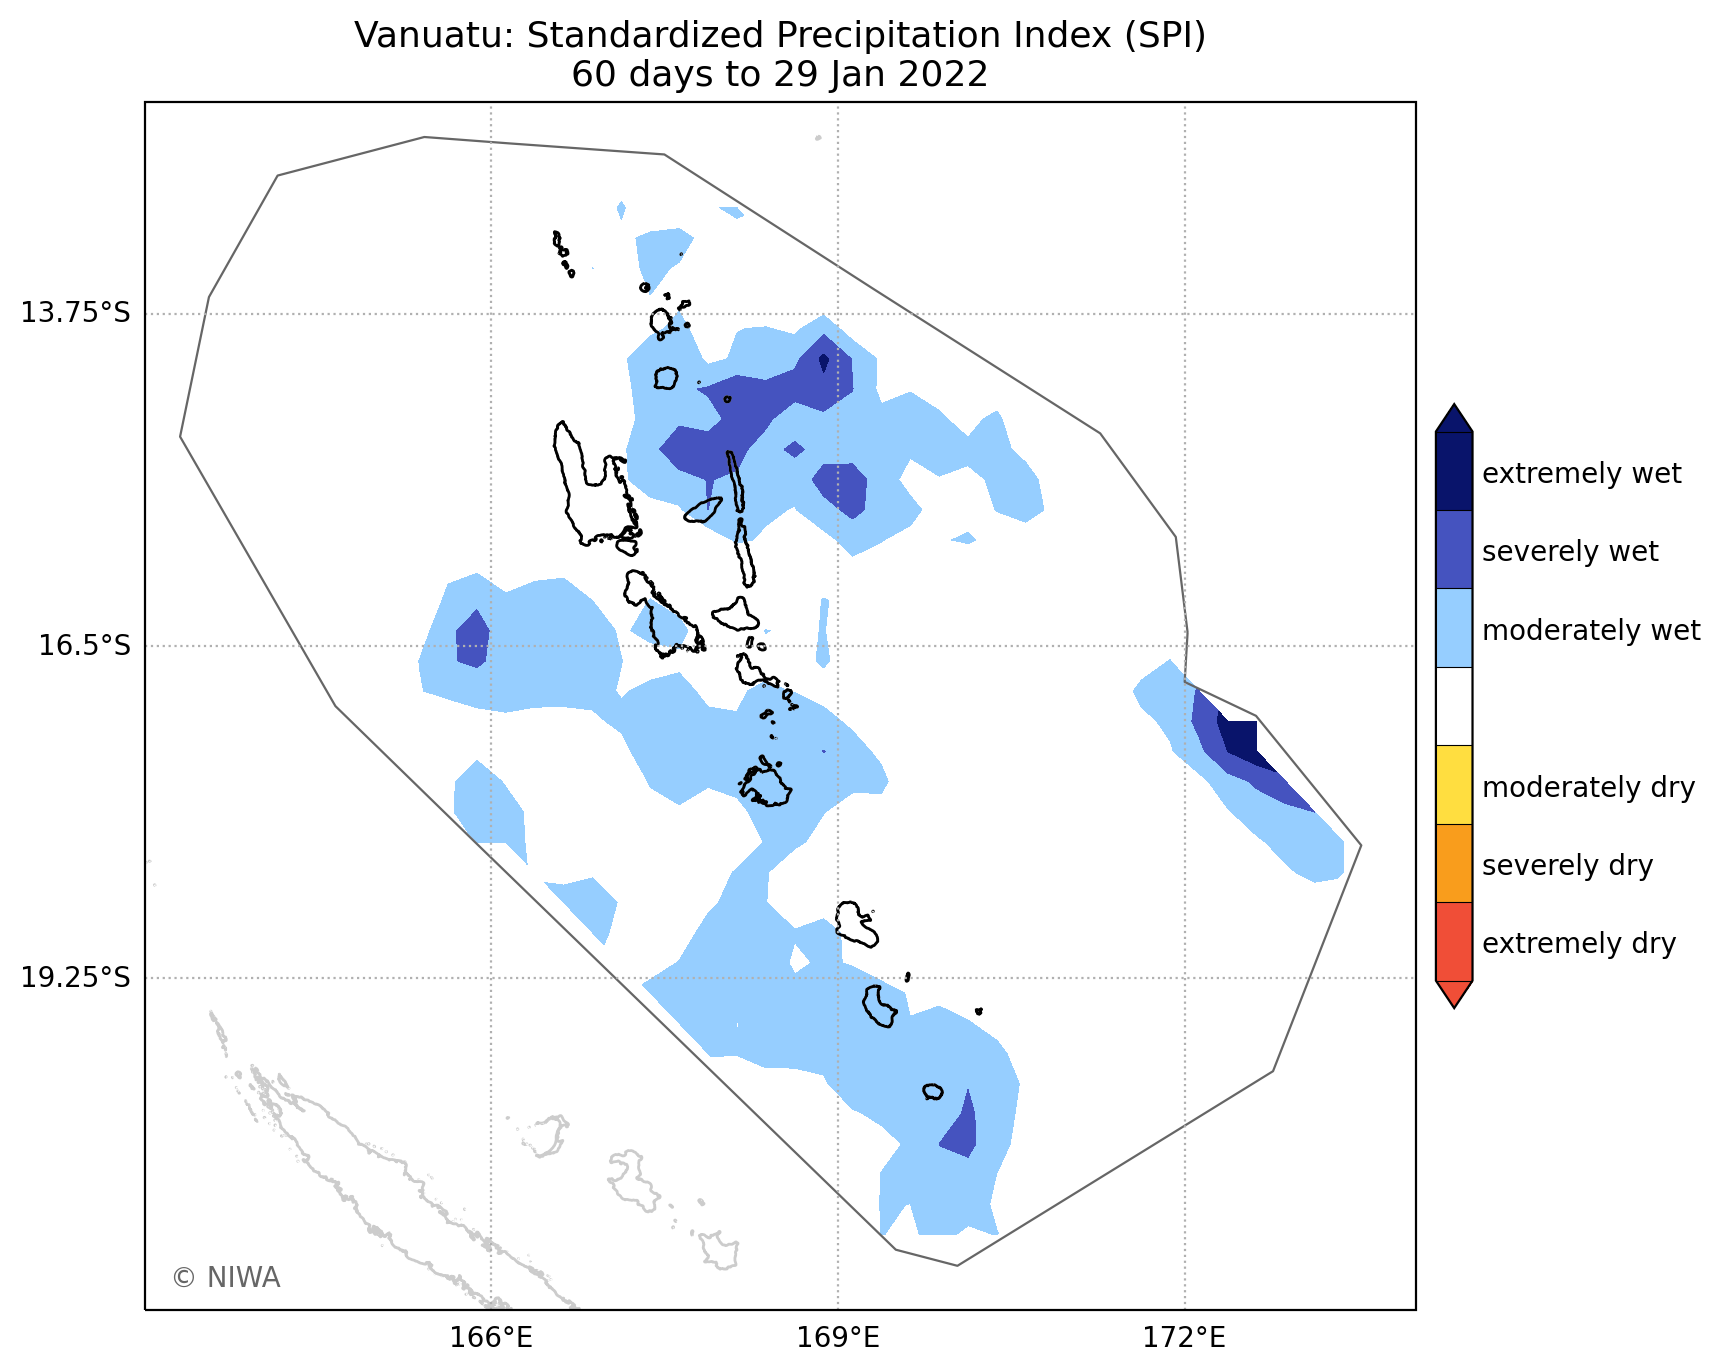 Vanuatu: Standardized Precipitation Index (SPI)
60 days to 29 Jan 2022
13.75°S
16.5°S
19.25°S
166°E
169°E
172°E
extremely wet
severely wet
moderately wet
moderately dry
severely dry
extremely dry
© NIWA